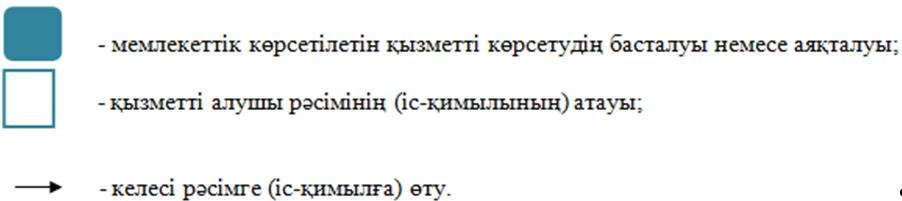 - мемлекеттік көрсетілетін қызметті көрсетудің басталуы немесе аяқталуы;
- қызметті алушы рәсімінің (іс-қимылының) атауы;
- келесі рәсімге (іс-қимылға) өту.